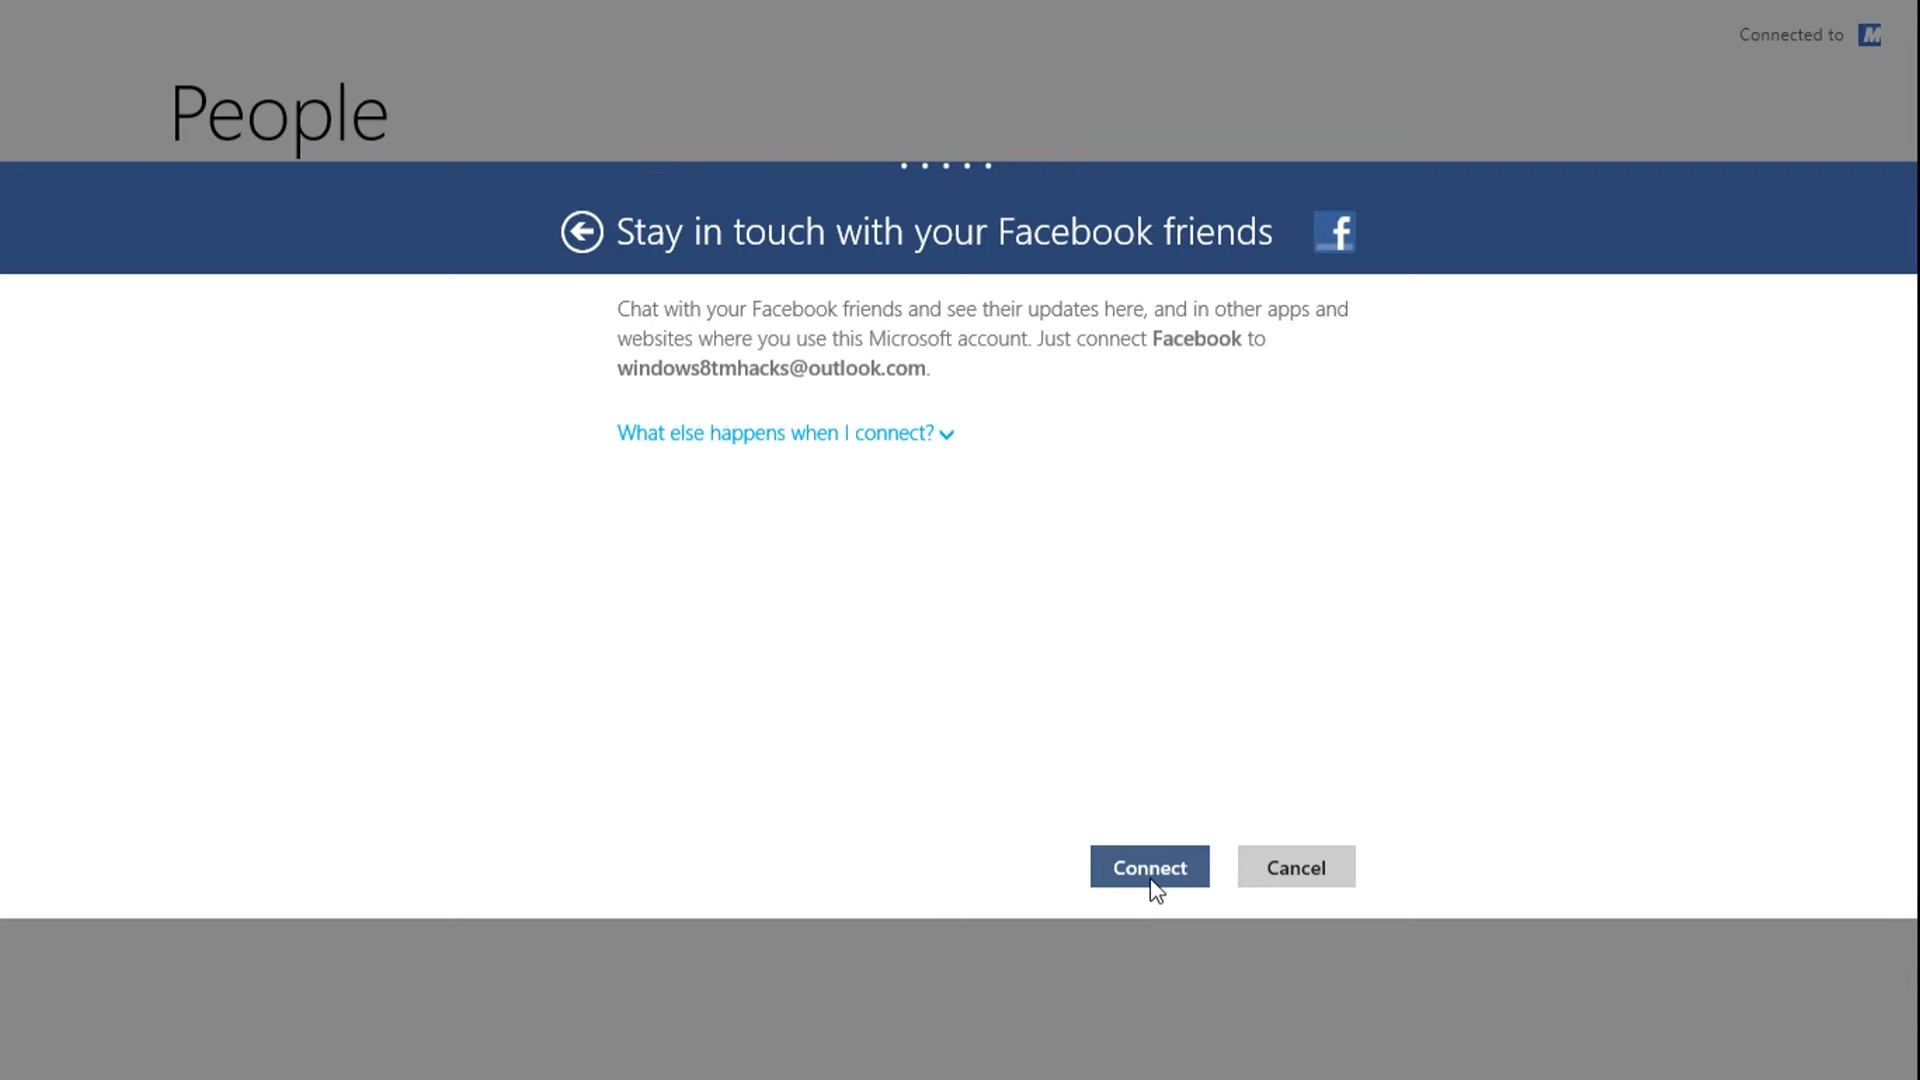 Connected to M
People
Stay in touch with your Facebook friends f
Chat with your Facebook friends and see their updates here, and in other apps and
websites where you use this Microsoft account. Just connect Facebook to
windows8tmhacks@outlook.com.
What else happens when I connect?
Connect Cancel